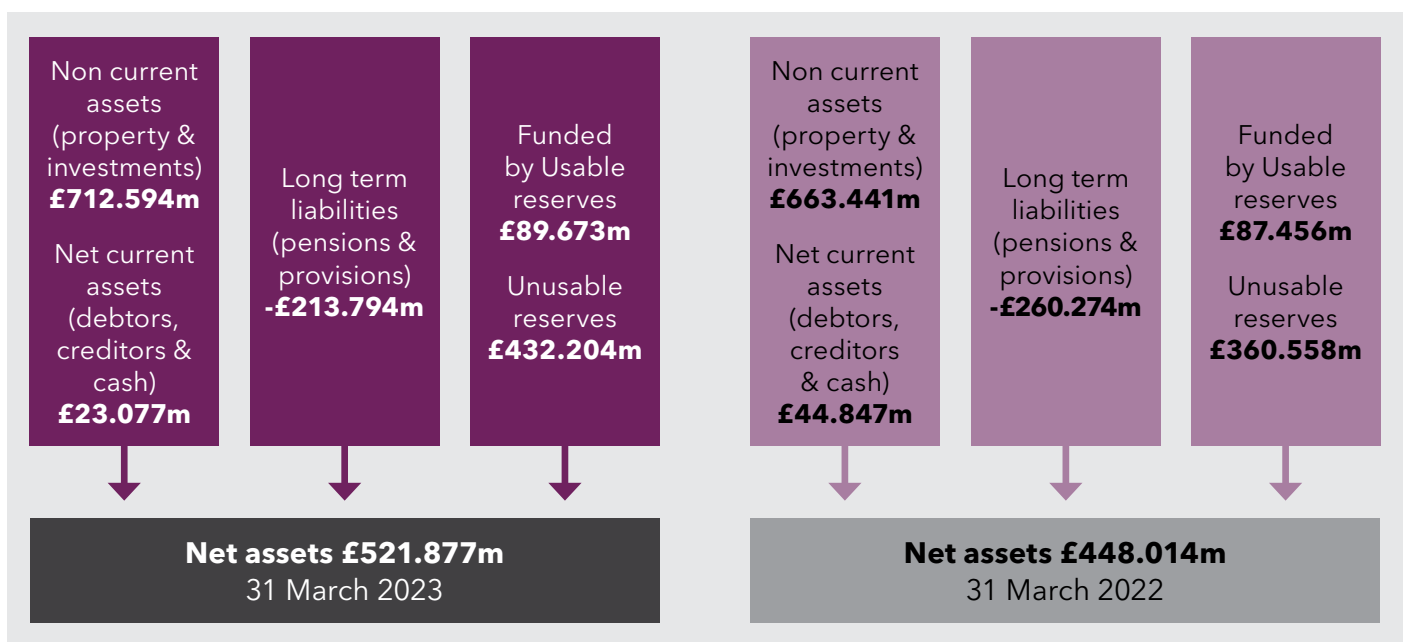 Non current
assets
(property &
investments)
£712.594m
Net current
assets
(debtors,
creditors &
cash)
£23.077m
Long term
liabilities
(pensions &
provisions)
-£213.794m
Funded
by Usable
reserves
£89.673m
Unusable
reserves
£432.204m
Net assets £521.877m
31 March 2023
Non current
assets
(property &
investments)
£663.441m
Net current
assets
(debtors,
creditors
& cash)
£44.847m
Long term
liabilities
(pensions &
provisions)
-£260.274m
Funded
by Usable
reserves
£87.456m
Unusable
reserves
£360.558m
Net assets £448.014m
31 March 2022